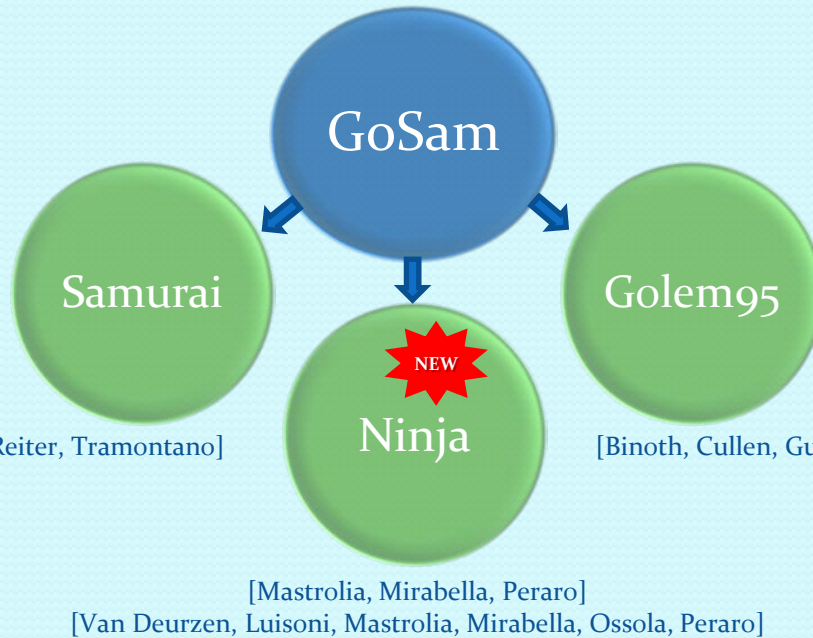 GoSam
Samurai
Golem95
NEW
Ninja
Reiter, Tramontano]
[Binoth, Cullen,
[Mastrolia, Mirabella, Peraro]
[Van Deurzen, Luisoni, Mastrolia, Mirabella, Ossola, Peraro]